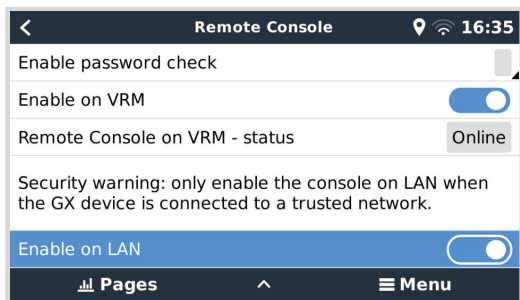 Remote Console 16:35
Enable password check
Enable on VRM
Remote Console on VRM - status Online
Security warning: only enable the console on LAN when
the GX device is connected to a trusted network.
Enable on LAN
Pages Menu